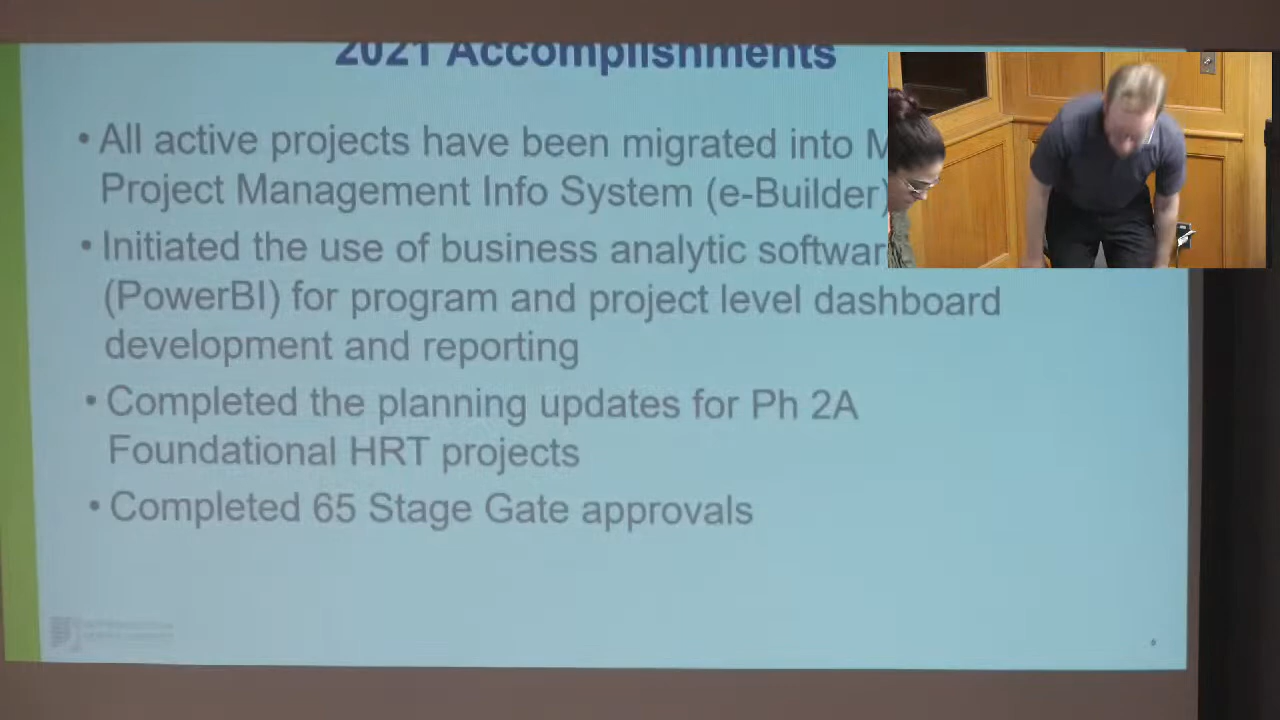 2021 Accomplishments
• All active projects have been migrated into M
Project Management Info System (e-Builder)
• Initiated the use of business analytic softwar
(PowerBI) for program and project level dashboard
development and reporting
• Completed the planning updates for Ph 2A
Foundational HRT projects
• Completed 65 Stage Gate approvals